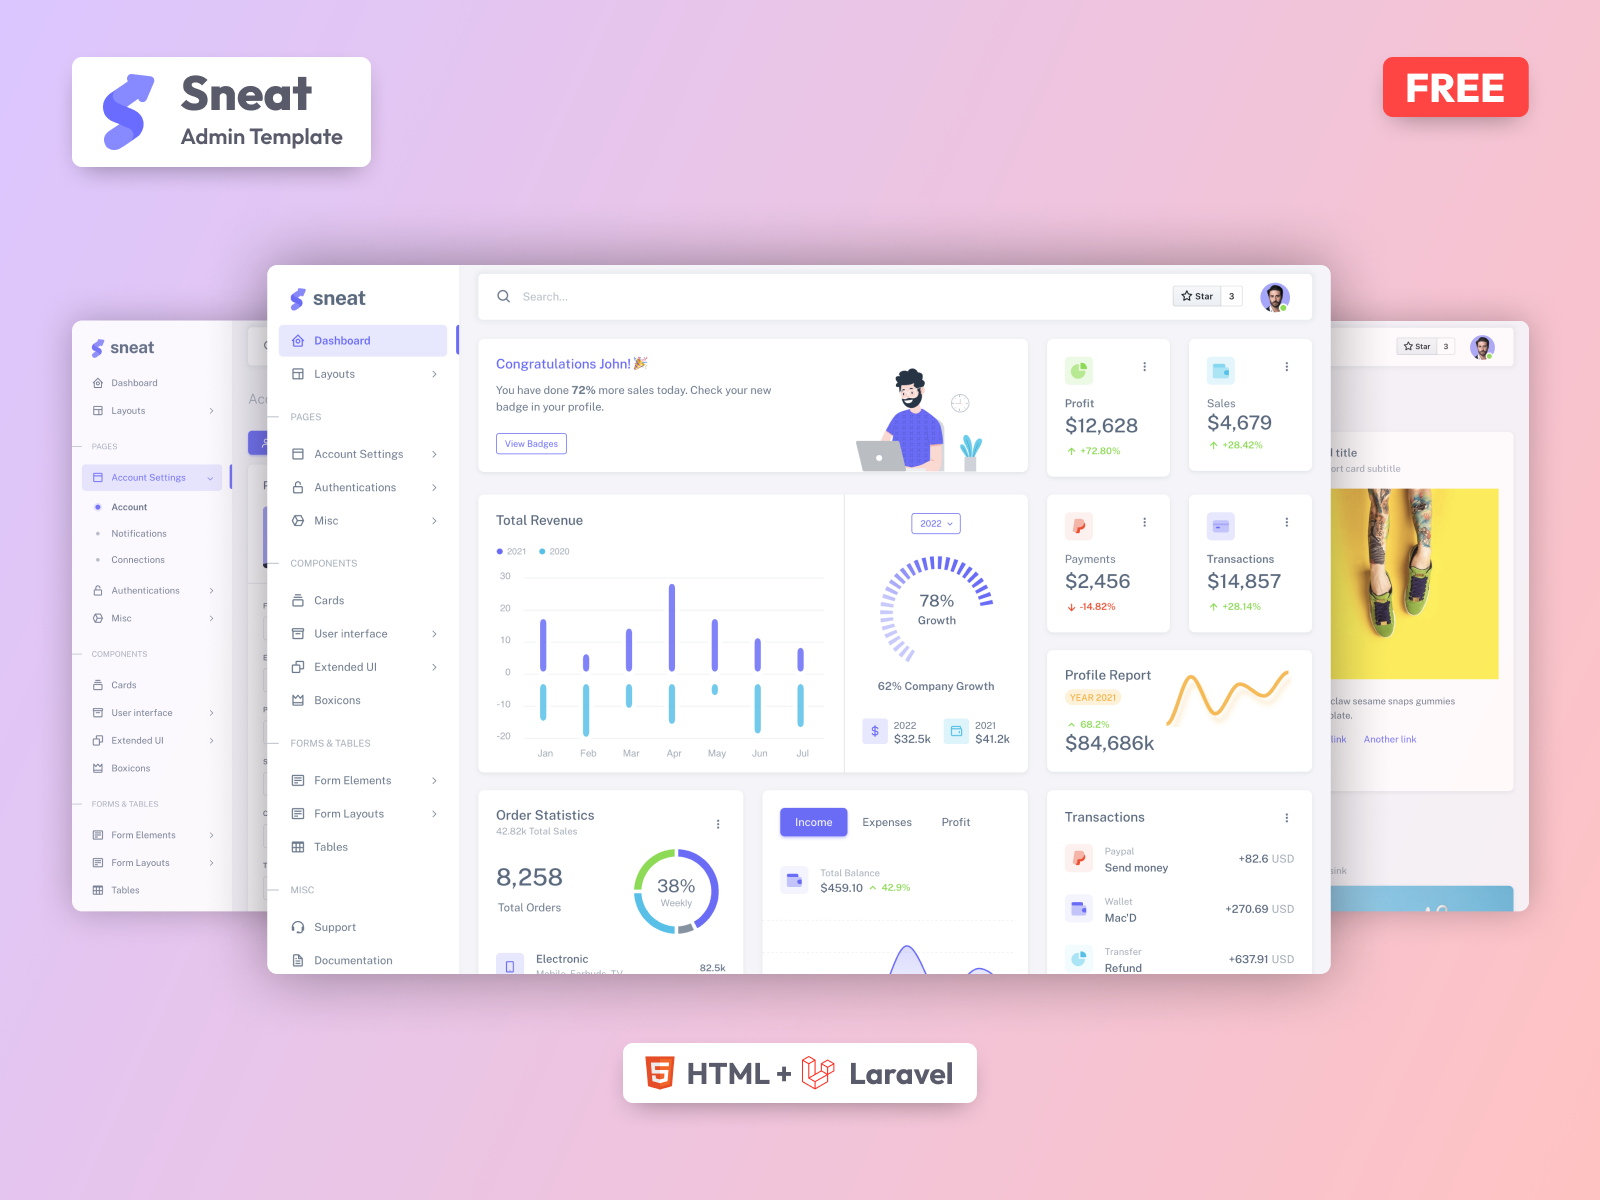 Sneat
Admin Template
FREE
sneat
Dashboard
Layouts
PAGES
Account Settings
Account
Notifications
Connections
Authentications
Misc
COMPONENTS
Cards
User interface
Extended UI
Boxicons
FORMS & TABLES
Form Elements
Form Layouts
Tables
sneat
Dashboard
Layouts
PAGES
Account Settings
Authentications
Misc
COMPONENTS
Cards
User interface
Extended UI
Boxicons
FORMS & TABLES
Form Elements
Form Layouts
Tables
MISC
Support
Documentation
Search...
Star 3
Congratulations John!🎉
You have done 72% more sales today. Check your new
badge in your profile.
View Badges
Profit
$12,628
+72.80%
Sales
$4,679
+28.42%
Total Revenue
2021 2020
30
20
10
0
-10
-20
Jan Feb Mar Apr May Jun Jul
2022
78%
Growth
62% Company Growth
2022
$32.5k
2021
$41.2k
Payments
$2,456
-14.82%
Transactions
$14,857
+28.14%
Profile Report
YEAR 2021
68.2%
$84,686k
Order Statistics
42.82k Total Sales
8,258
Total Orders
38%
Weekly
Electronic
Mobile, Earbuds, TV
82.5k
Income Expenses Profit
Total Balance
$459.10 42.9%
Transactions
Paypal
Send money
+82.6 USD
Wallet
Mac'D
+270.69 USD
Transfer
Refund
+637.91 USD
Star 3
title
card subtitle
claw sesame snaps gummies
link Another link
HTML + Laravel